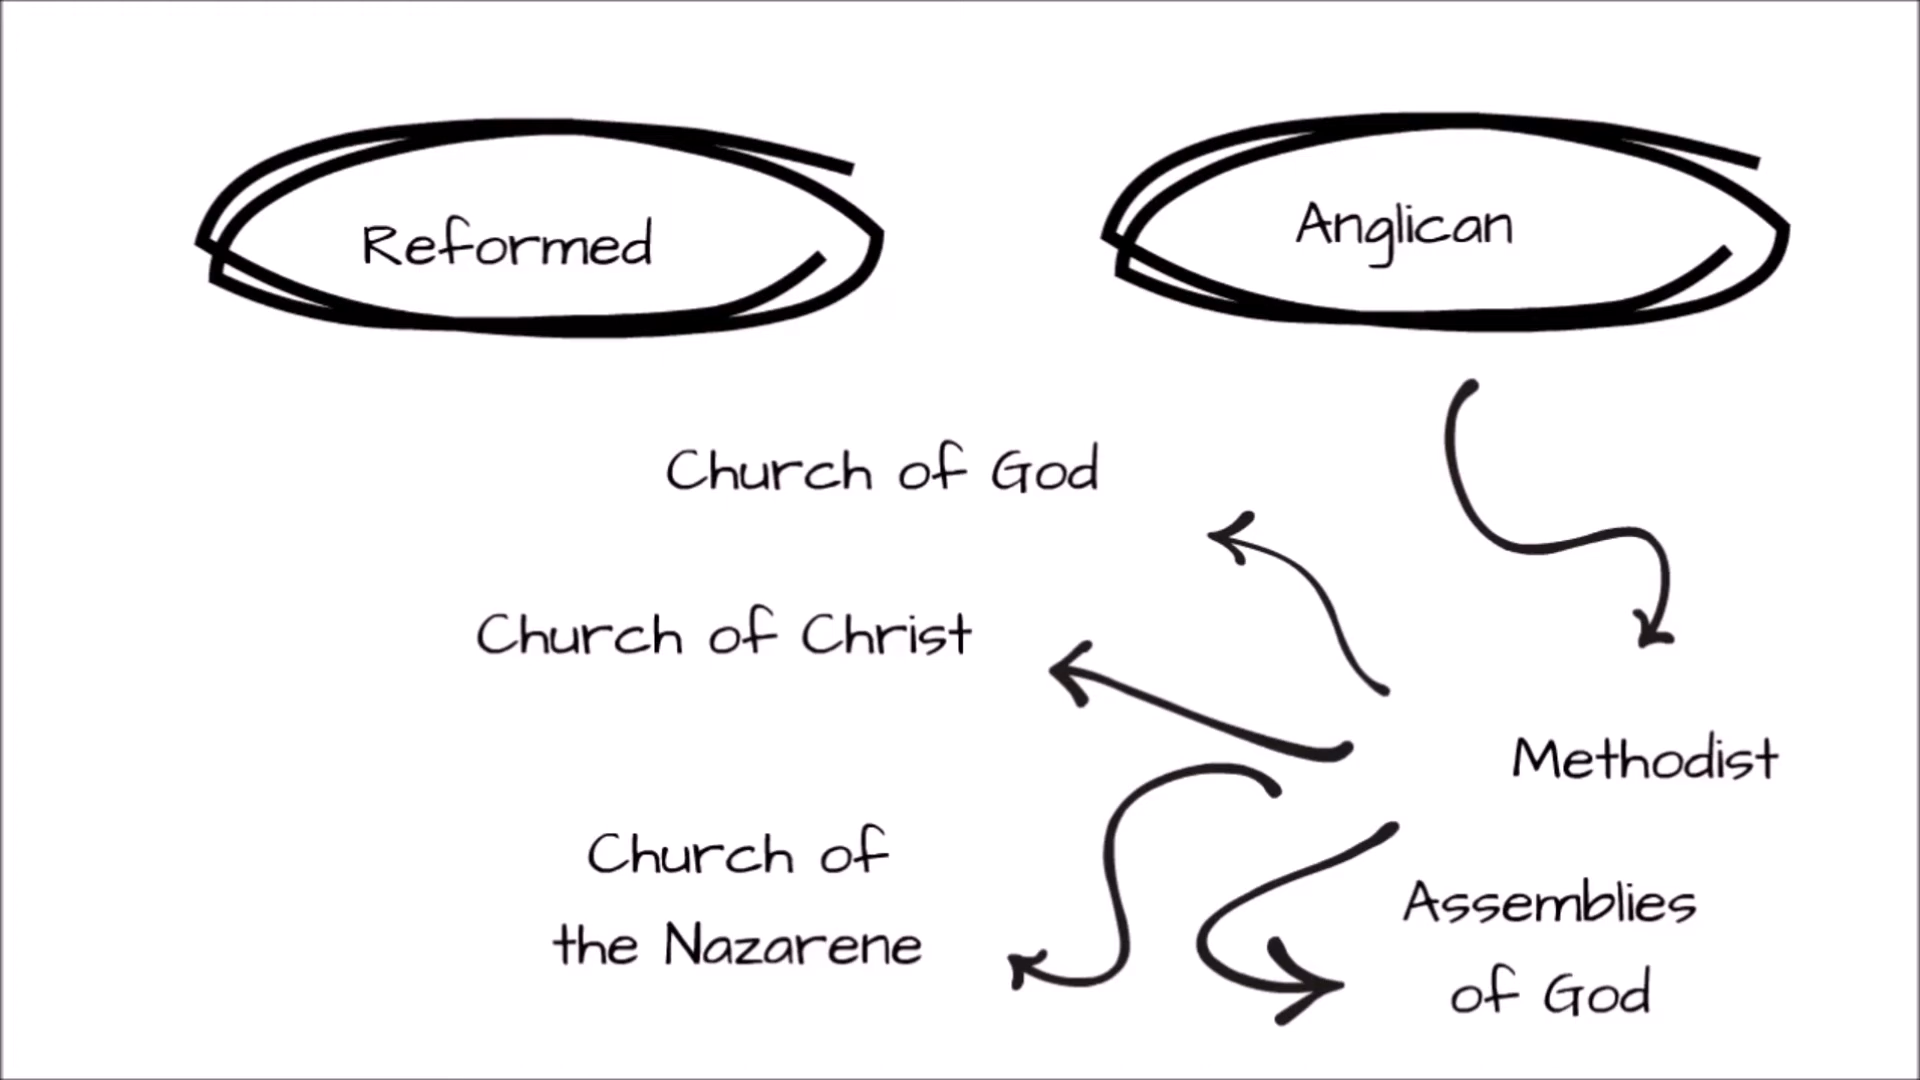 Reformed
Anglican
Church of God
Church of Christ
Methodist
Church of
the Nazarene
Assemblies
of God